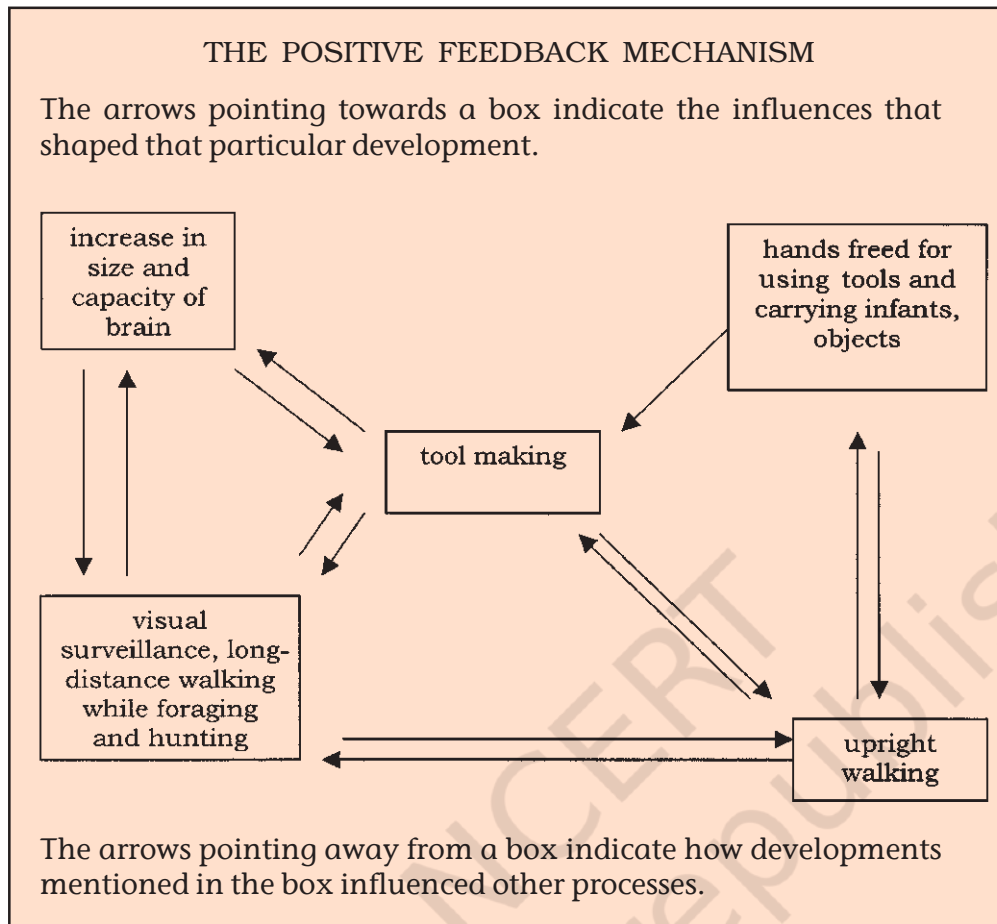 THE POSITIVE FEEDBACK MECHANISM
The arrows pointing towards a box indicate the influences that
shaped that particular development.
increase in
size and
capacity of
brain
hands freed for
using tools and
carrying infants,
objects
tool making
visual
surveillance, long-
distance walking
while foraging
and hunting
upright
walking
The arrows pointing away from a box indicate how developments
mentioned in the box influenced other processes.
NCERT
republis